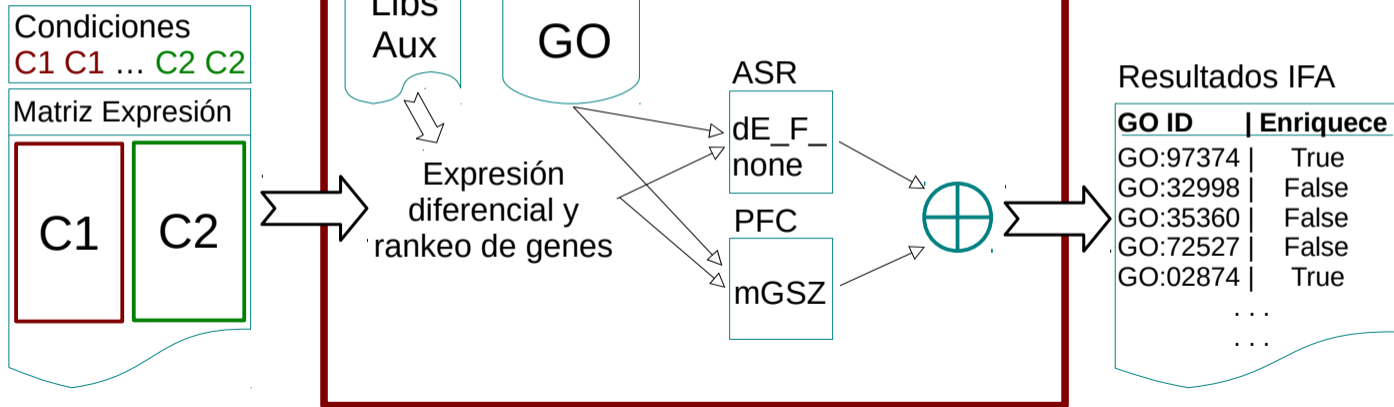 Condiciones
C1 C1 ... C2 C2
Matriz Expresión
C1
C2
Libs
Aux
GO
Expresión
diferencial y
rankeo de genes
ASR
dE_F_
none
PFC
mGSZ
Resultados IFA
GO ID | Enriquece
GO:97374 | True
GO:32998 | False
GO:35360 | False
GO:72527 | False
GO:02874 | True
. . .
. . .